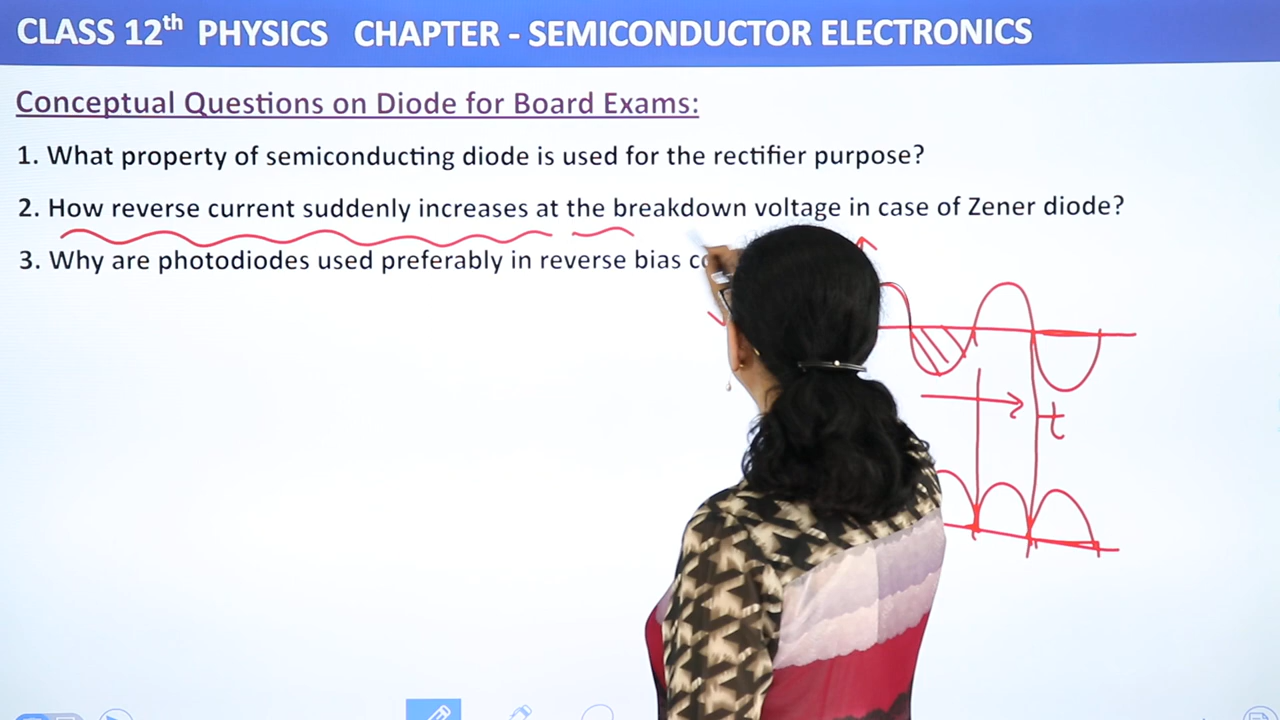 CLASS 12th PHYSICS CHAPTER - SEMICONDUCTOR ELECTRONICS
Conceptual Questions on Diode for Board Exams:
1. What property of semiconducting diode is used for the rectifier purpose?
2. How reverse current suddenly increases at the breakdown voltage in case of Zener diode?
3. Why are photodiodes used preferably in reverse bias
t